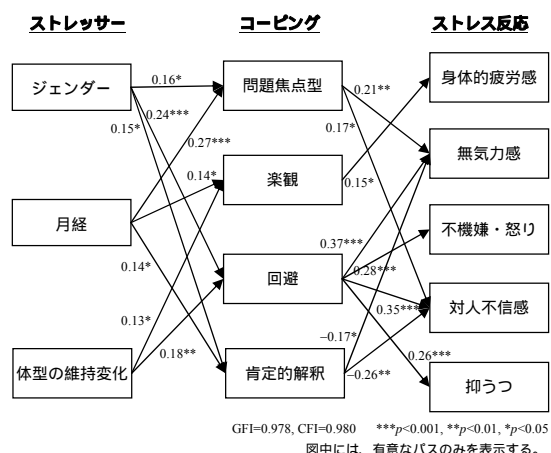 ストレッサー コーピング ストレス反応
ジェンダー 0.16* 問題焦点型 身体的疲労感
0.24*** 0.21**
0.15* 0.17*
0.27*** 無気力感
0.14* 楽観 0.15*
月経 不機嫌・怒り
0.37***
0.14* 回避 0.28***
対人不信感
0.13* 0.35***
0.18** −0.17*
0.26***
体型の維持変化 肯定的解釈 −0.26** 抑うつ
GFI=0.978, CFI=0.980 ***p<0.001, **p<0.01, *p<0.05
図中には、有意なパスのみを表示する。